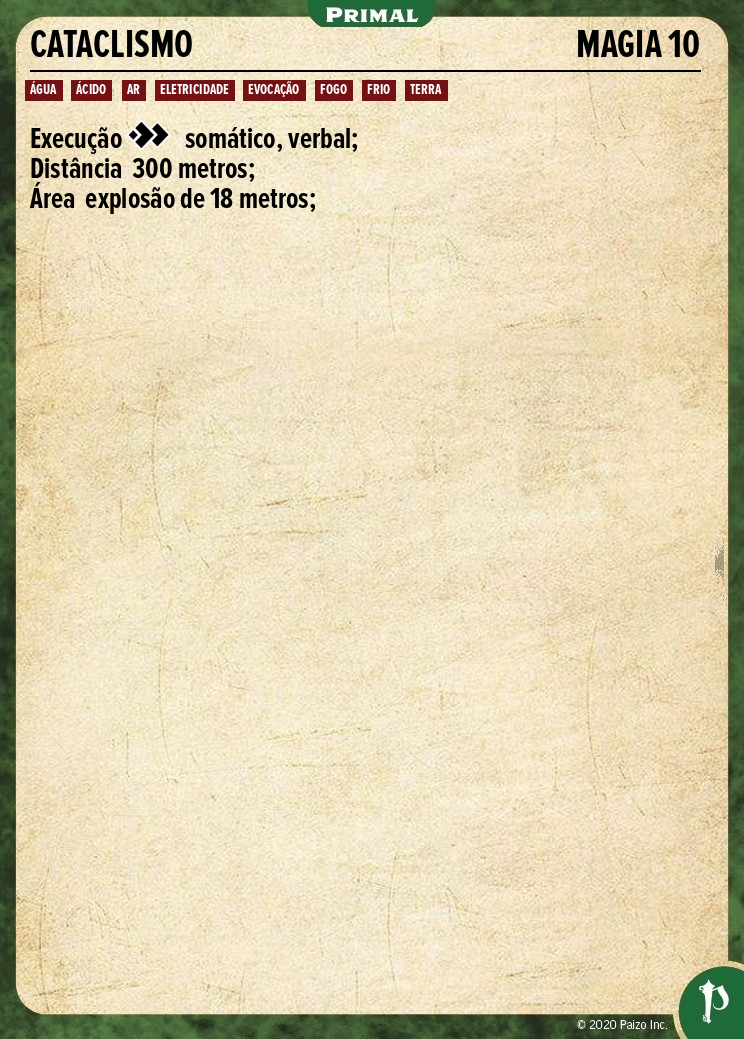 PRIMAL
CATACLISMO MAGIA 10
ÁGUA ÁCIDO AR ELETRICIDADE EVOCAÇÃO FOGO FRIO TERRA
Execução somático, verbal;
Distância 300 metros;
Área explosão de 18 metros;
© 2020 Paizo Inc.